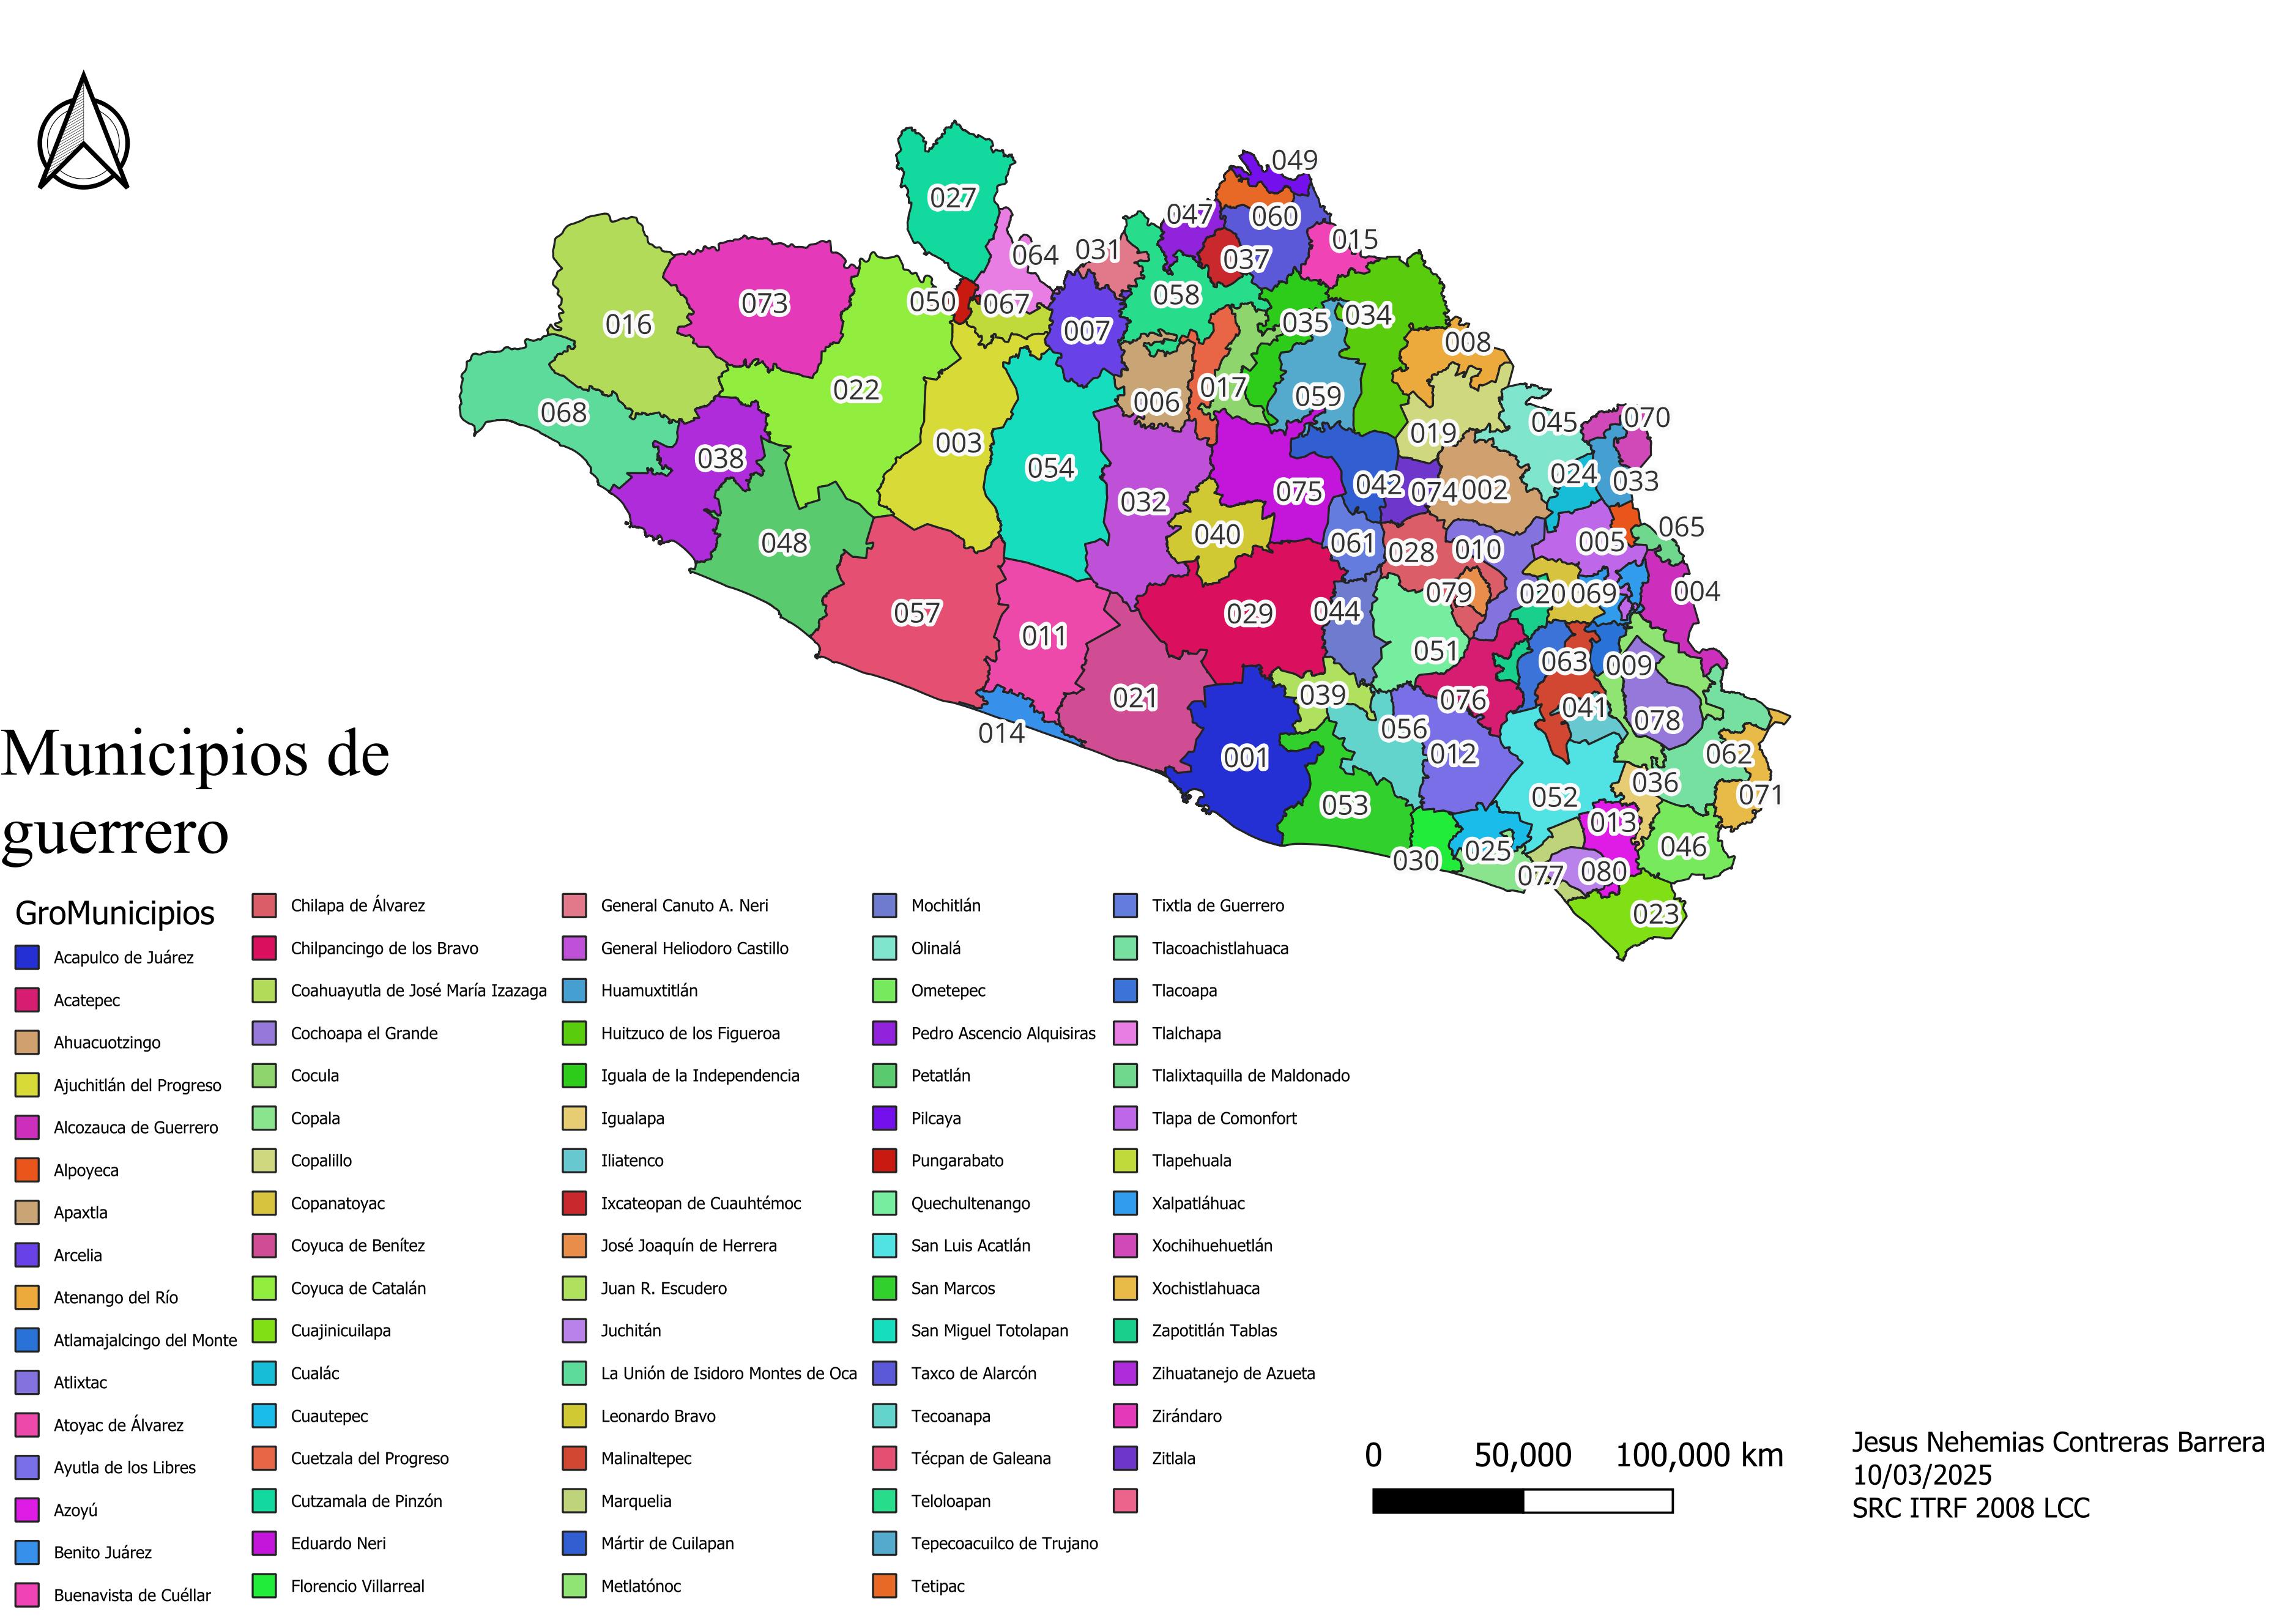 049
027
047
060
031
015
064
037
058
050
067
073
016
007
035
034
008
022
017
006
059
068
070
045
019
003
038
054
024
033
032
075
042
074
002
040
065
048
061
028
010
005
079
020
069
004
057
029
044
011
051
063
009
021
039
076
041
014
056
078
001
012
062
036
052
071
053
013
046
030
025
077
080
023
Municipios de
guerrero
GroMunicipios
Acapulco de Juárez
Acatepec
Ahuacuotzingo
Ajuchitlán del Progreso
Alcozauca de Guerrero
Alpoyeca
Apaxtla
Arcelia
Atenango del Río
Atlamajalcingo del Monte
Atlixtac
Atoyac de Álvarez
Ayutla de los Libres
Azoyú
Benito Juárez
Buenavista de Cuéllar
Chilapa de Álvarez
Chilpancingo de los Bravo
Coahuayutla de José María Izazaga
Cochoapa el Grande
Cocula
Copala
Copalillo
Copanatoyac
Coyuca de Benítez
Coyuca de Catalán
Cuajinicuilapa
Cualác
Cuautepec
Cuetzala del Progreso
Cutzamala de Pinzón
Eduardo Neri
Florencio Villarreal
General Canuto A. Neri
General Heliodoro Castillo
Huamuxtitlán
Huitzuco de los Figueroa
Iguala de la Independencia
Igualapa
Iliatenco
Ixcateopan de Cuauhtémoc
José Joaquín de Herrera
Juan R. Escudero
Juchitán
La Unión de Isidoro Montes de Oca
Leonardo Bravo
Malinaltepec
Marquelia
Mártir de Cuilapan
Metlatónoc
Mochitlán
Olinalá
Ometepec
Pedro Ascencio Alquisiras
Petatlán
Pilcaya
Pungarabato
Quechultenango
San Luis Acatlán
San Marcos
San Miguel Totolapan
Taxco de Alarcón
Tecoanapa
Técpan de Galeana
Teloloapan
Tepecoacuilco de Trujano
Tetipac
Tixtla de Guerrero
Tlacoachistlahuaca
Tlacoapa
Tlalchapa
Tlalixtaquilla de Maldonado
Tlapa de Comonfort
Tlapehuala
Xalpatláhuac
Xochihuehuetlán
Xochistlahuaca
Zapotitlán Tablas
Zihuatanejo de Azueta
Zirándaro
Zitlala
0 50,000 100,000 km
Jesus Nehemias Contreras Barrera
10/03/2025
SRC ITRF 2008 LCC